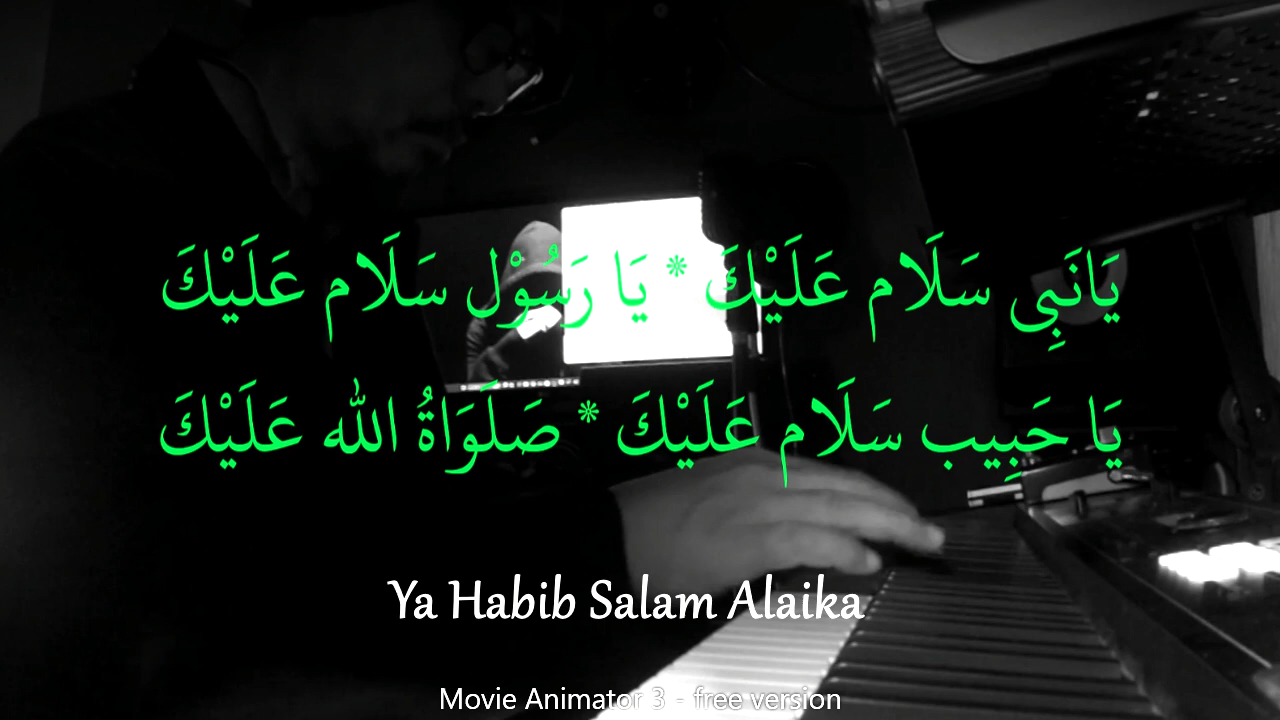 يَانَبِى سَلَام عَلَيْكَ * يَا رَسُوْل سَلَام عَلَيْكَ
يَا حَبِيب سَلَام عَلَيْكَ * صَلَوَاةُ الله عَلَيْكَ
Ya Habib Salam Alaika
Movie Animator 3 - free version